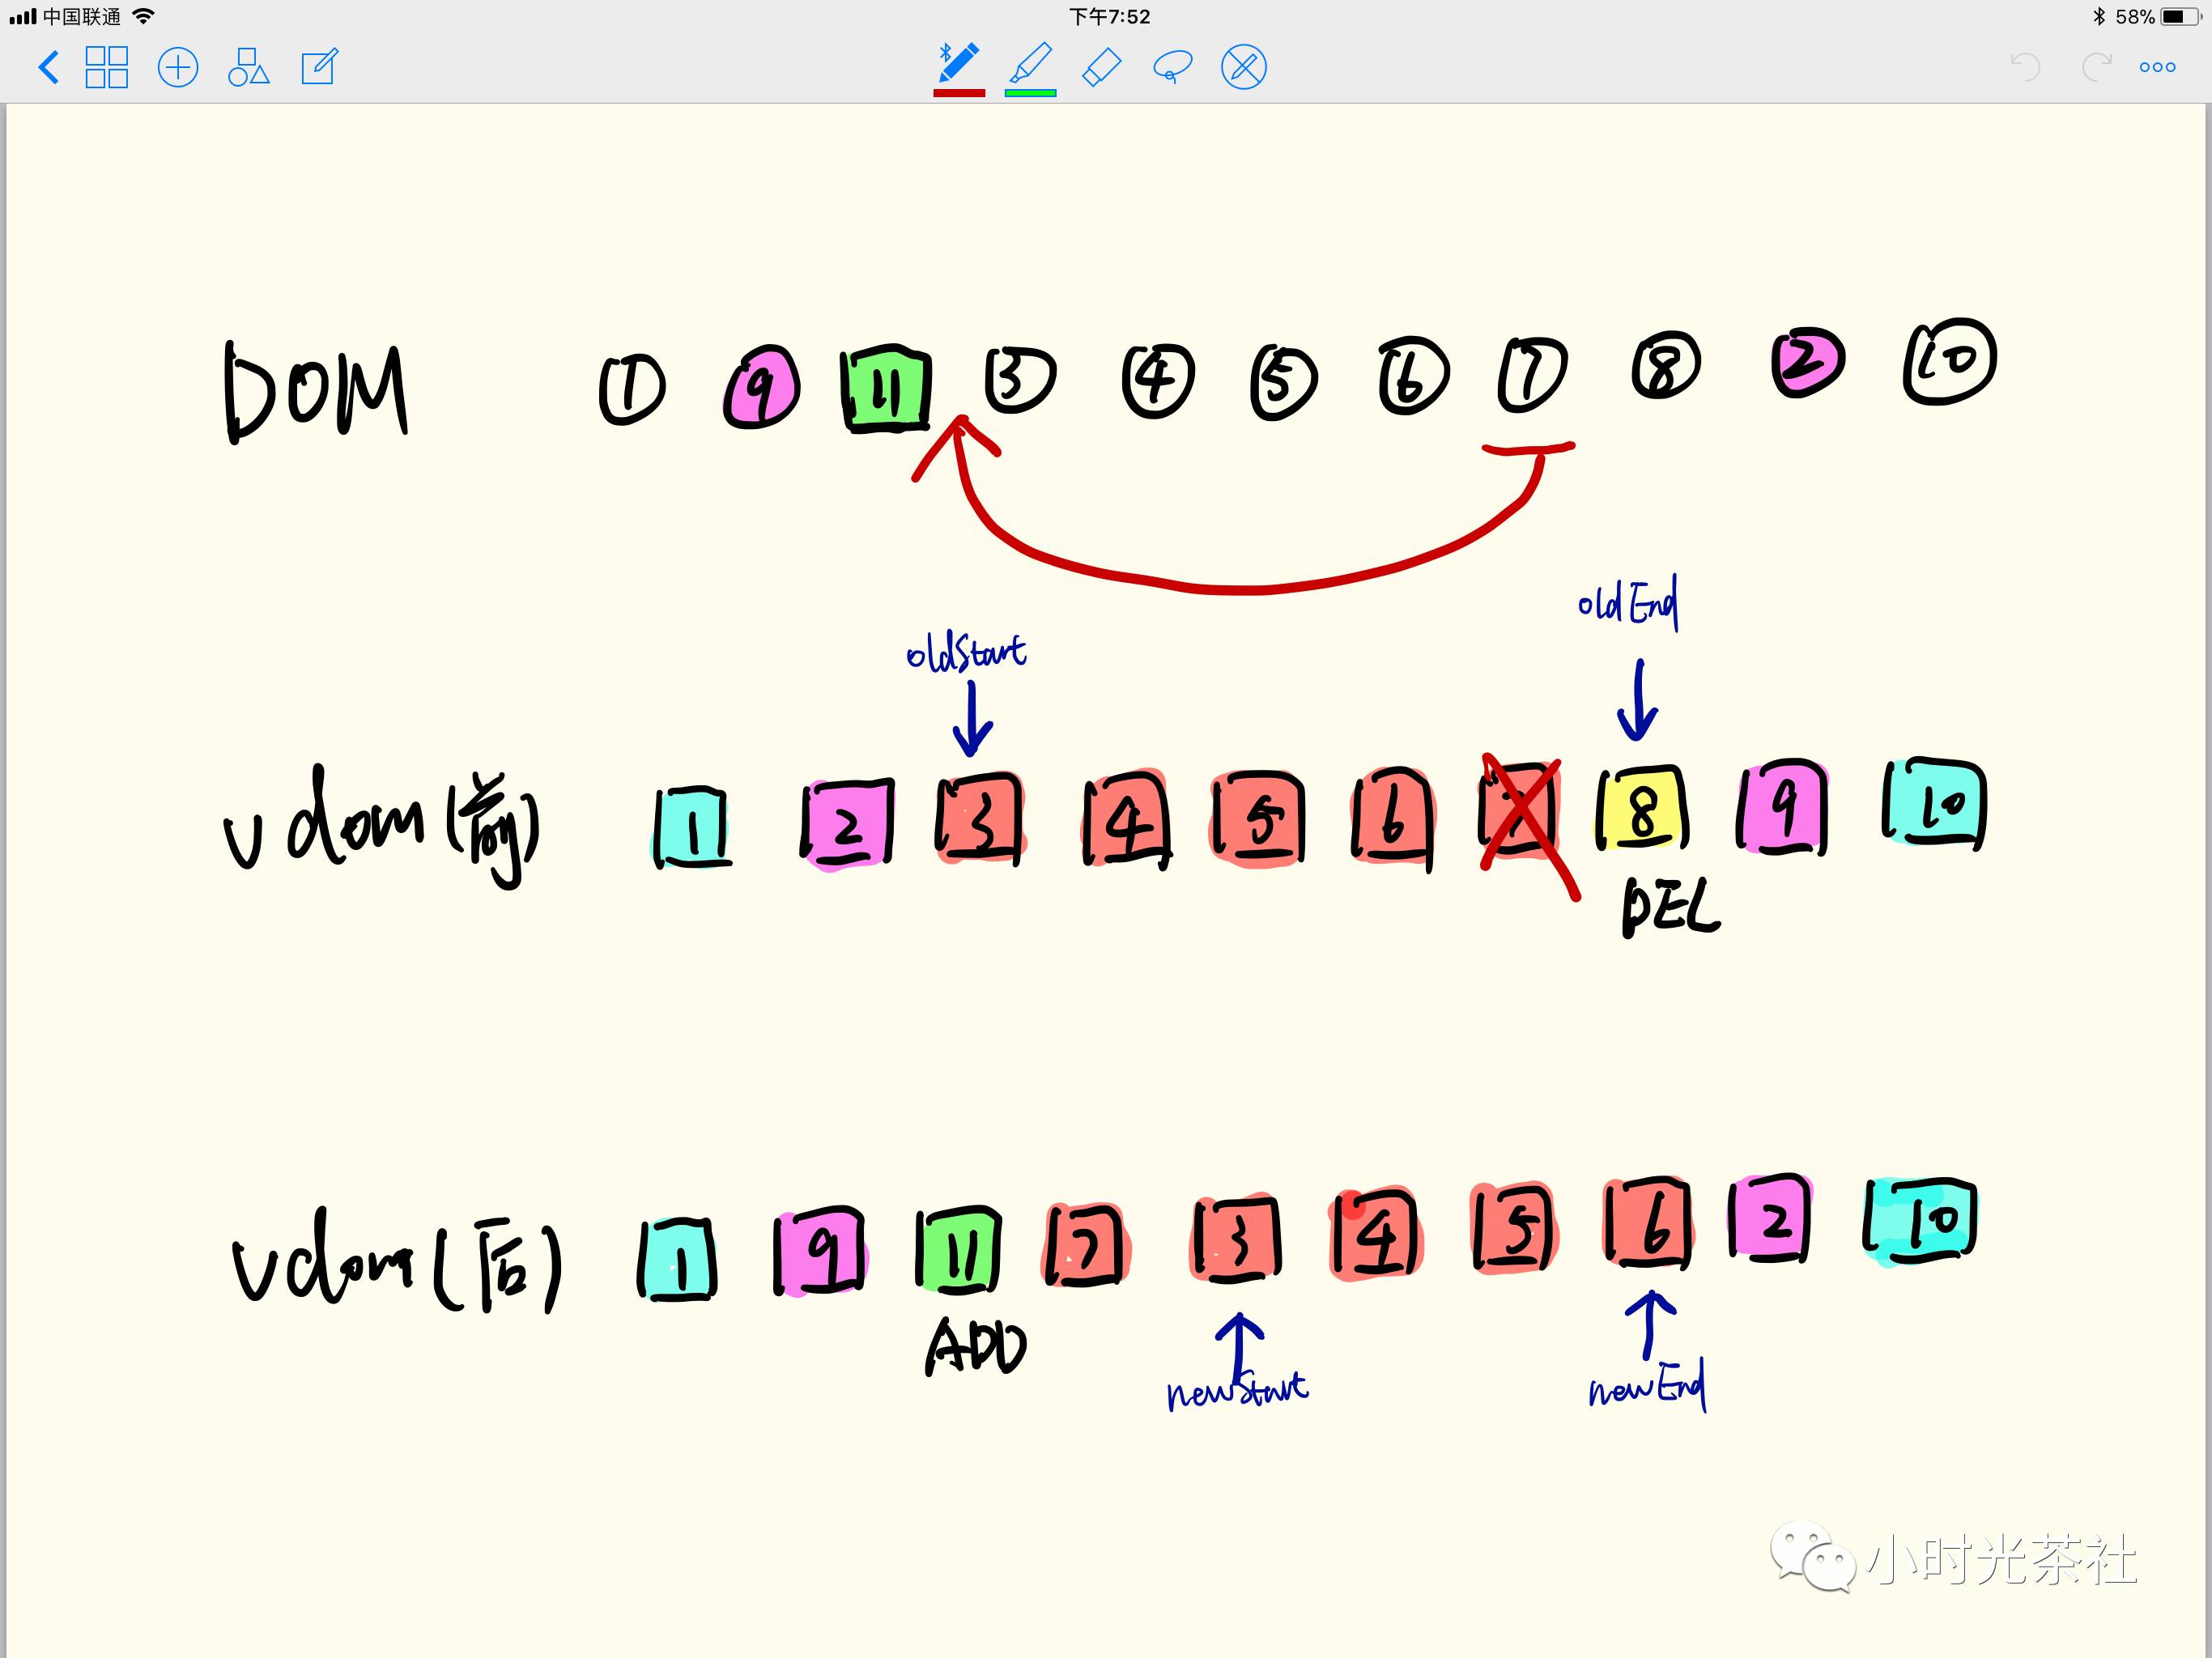 中国联通 下午7:52 58%
DOM 1 9 11 3 4 5 6 7 8 2 10
oldStart oldEnd
vdom(前) 1 2 3 4 5 6 8 9 10
DEL
vdom(后) 1 9 11 7 3 4 5 6 2 10
ADD
newStart newEnd
小时光茶社